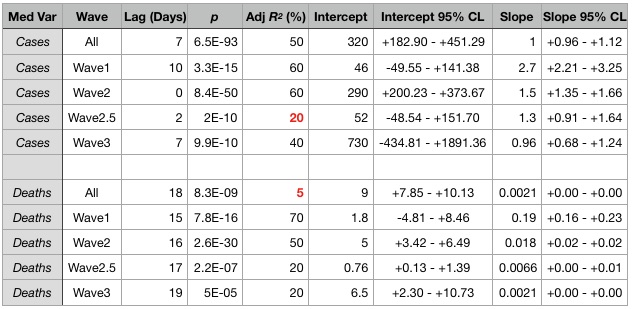 Med Var Wave Lag (Days) p Adj R2 (%) Intercept Intercept 95% CL Slope Slope 95% CL
Cases All 7 6.5E-93 50 320 +182.90 - +451.29 1 +0.96 - +1.12
Cases Wave1 10 3.3E-15 60 46 -49.55 - +141.38 2.7 +2.21 - +3.25
Cases Wave2 0 8.4E-50 60 290 +200.23 - +373.67 1.5 +1.35 - +1.66
Cases Wave2.5 2 2E-10 20 52 -48.54 - +151.70 1.3 +0.91 - +1.64
Cases Wave3 7 9.9E-10 40 730 -434.81 - +1891.36 0.96 +0.68 - +1.24
Deaths All 18 8.3E-09 5 9 +7.85 - +10.13 0.0021 +0.00 - +0.00
Deaths Wave1 15 7.8E-16 70 1.8 -4.81 - +8.46 0.19 +0.16 - +0.23
Deaths Wave2 16 2.6E-30 50 5 +3.42 - +6.49 0.018 +0.02 - +0.02
Deaths Wave2.5 17 2.2E-07 20 0.76 +0.13 - +1.39 0.0066 +0.00 - +0.01
Deaths Wave3 19 5E-05 20 6.5 +2.30 - +10.73 0.0021 +0.00 - +0.00